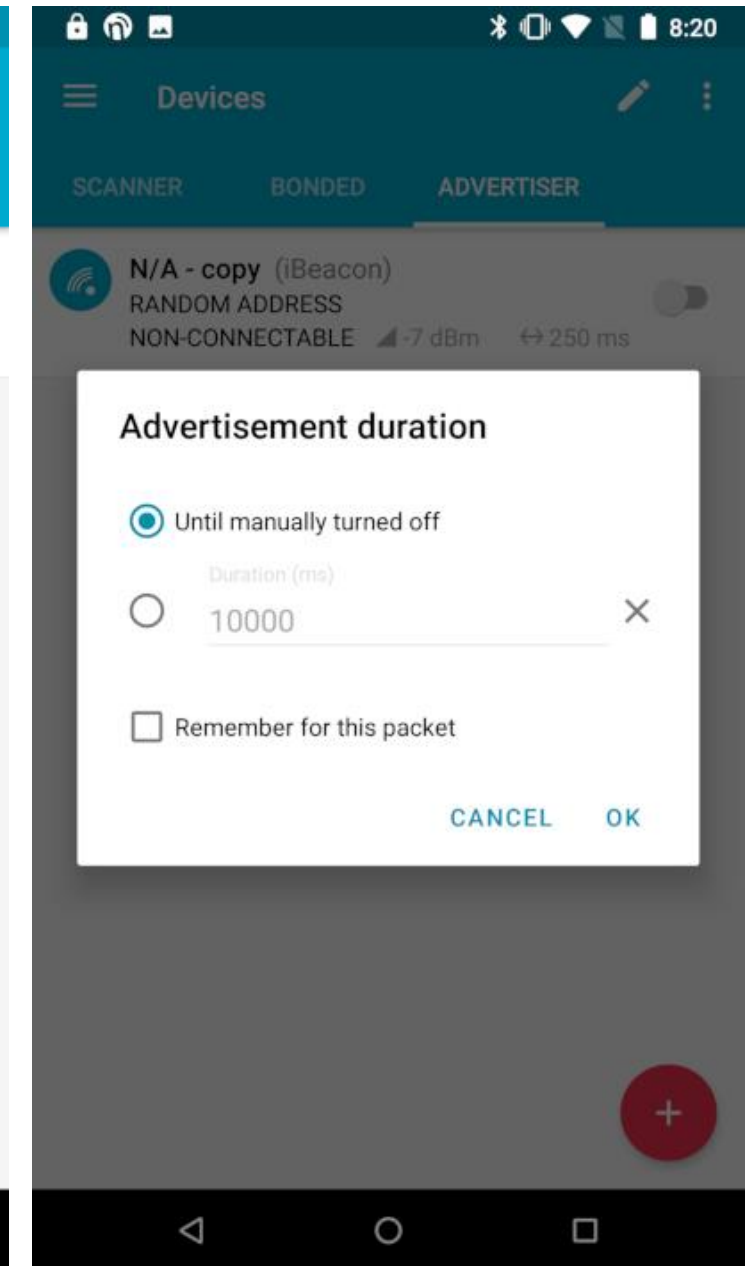 8:20
Devices
SCANNER BONDED ADVERTISER
N/A - copy (iBeacon)
RANDOM ADDRESS
NON-CONNECTABLE -7 dBm ↔ 250 ms
Advertisement duration
Until manually turned off
Duration (ms)
10000
Remember for this packet
CANCEL OK